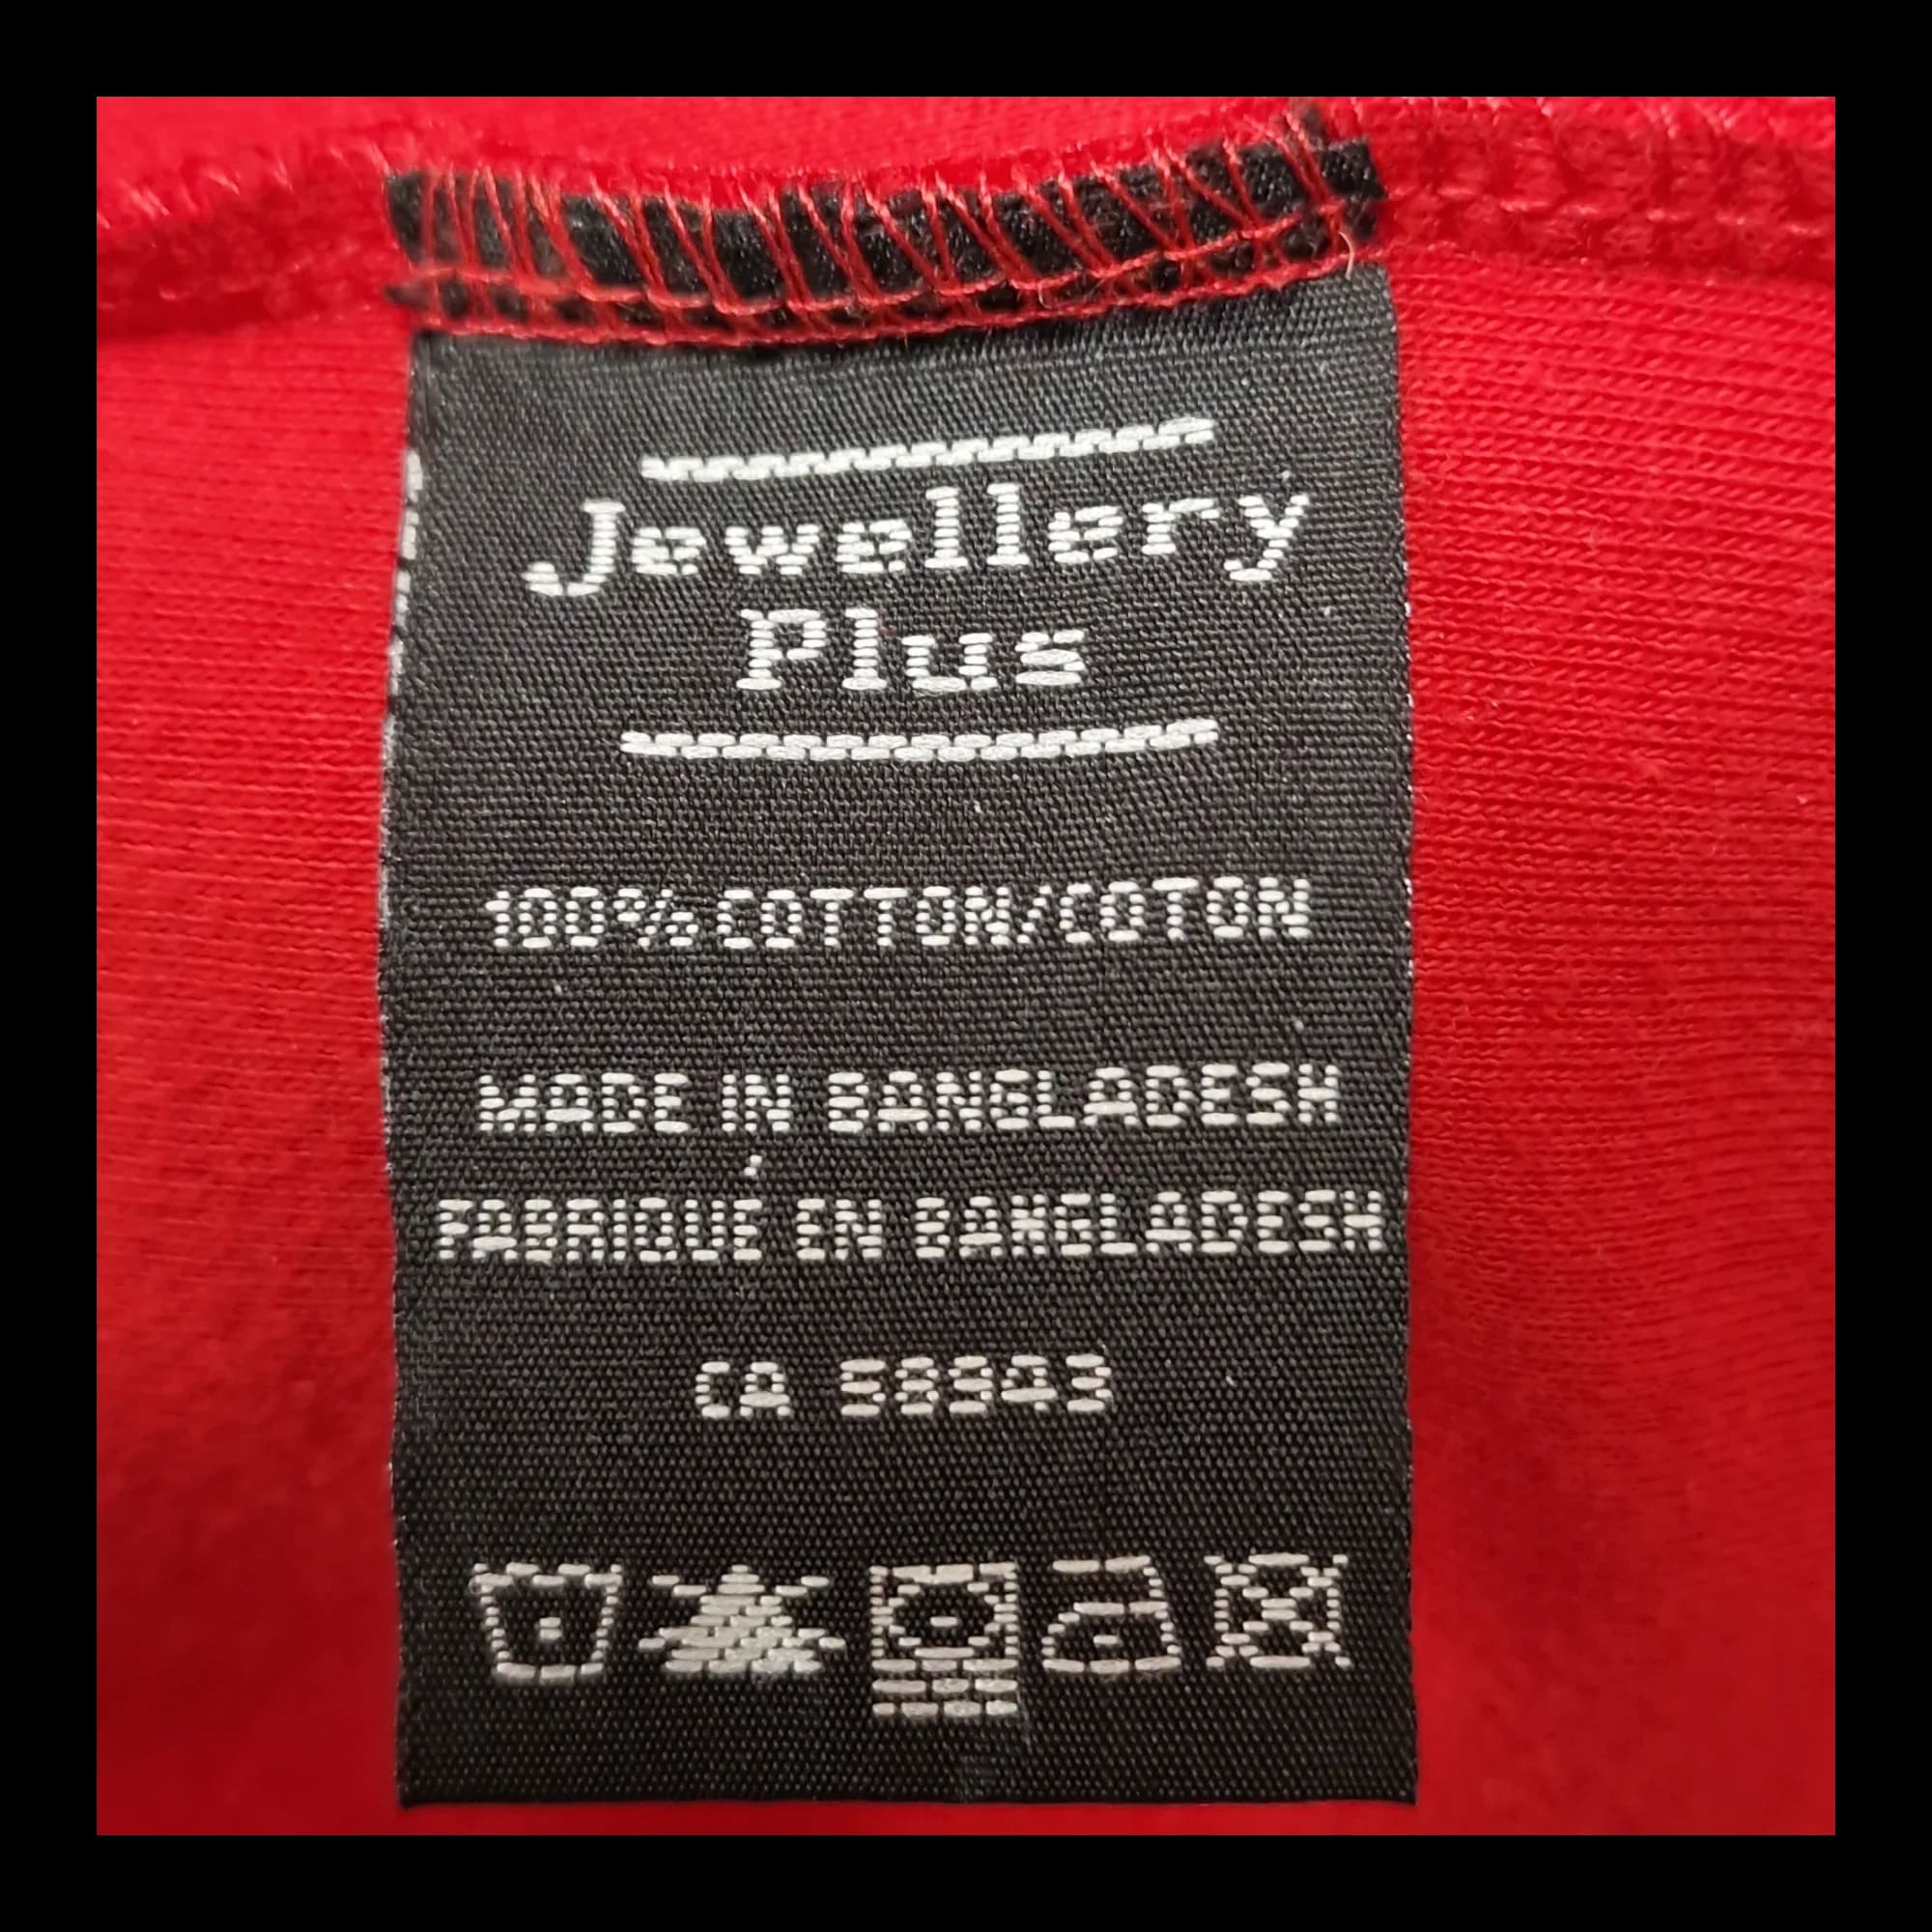 Jewellery
Plus
100% COTTON/COTON
MADE IN BANGLADESH
FABRIQUÉ EN BANGLADESH
CA 58943